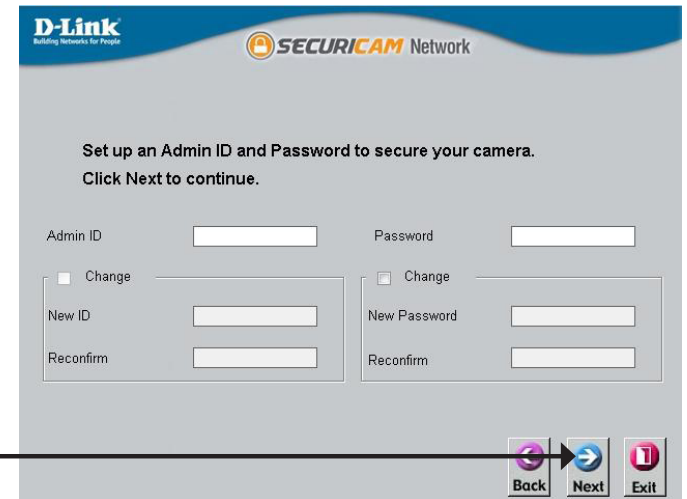 D-Link
Building Networks for People
SECURICAM Network
Set up an Admin ID and Password to secure your camera.
Click Next to continue.
Admin ID
Password
Change
Change
New ID
New Password
Reconfirm
Reconfirm
Back
Next
Exit